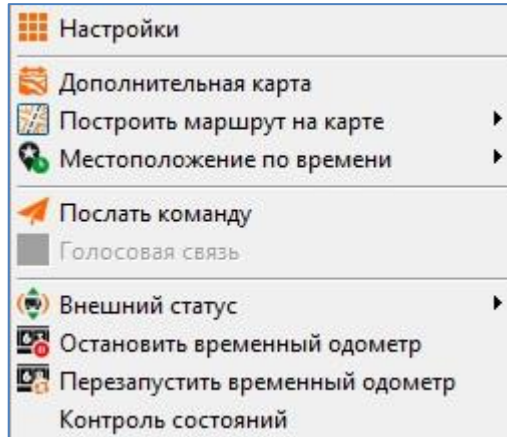 Настройки
Дополнительная карта
Построить маршрут на карте
Местоположение по времени
Послать команду
Голосовая связь
Внешний статус
Остановить временный одометр
Перезапустить временный одометр
Контроль состояний